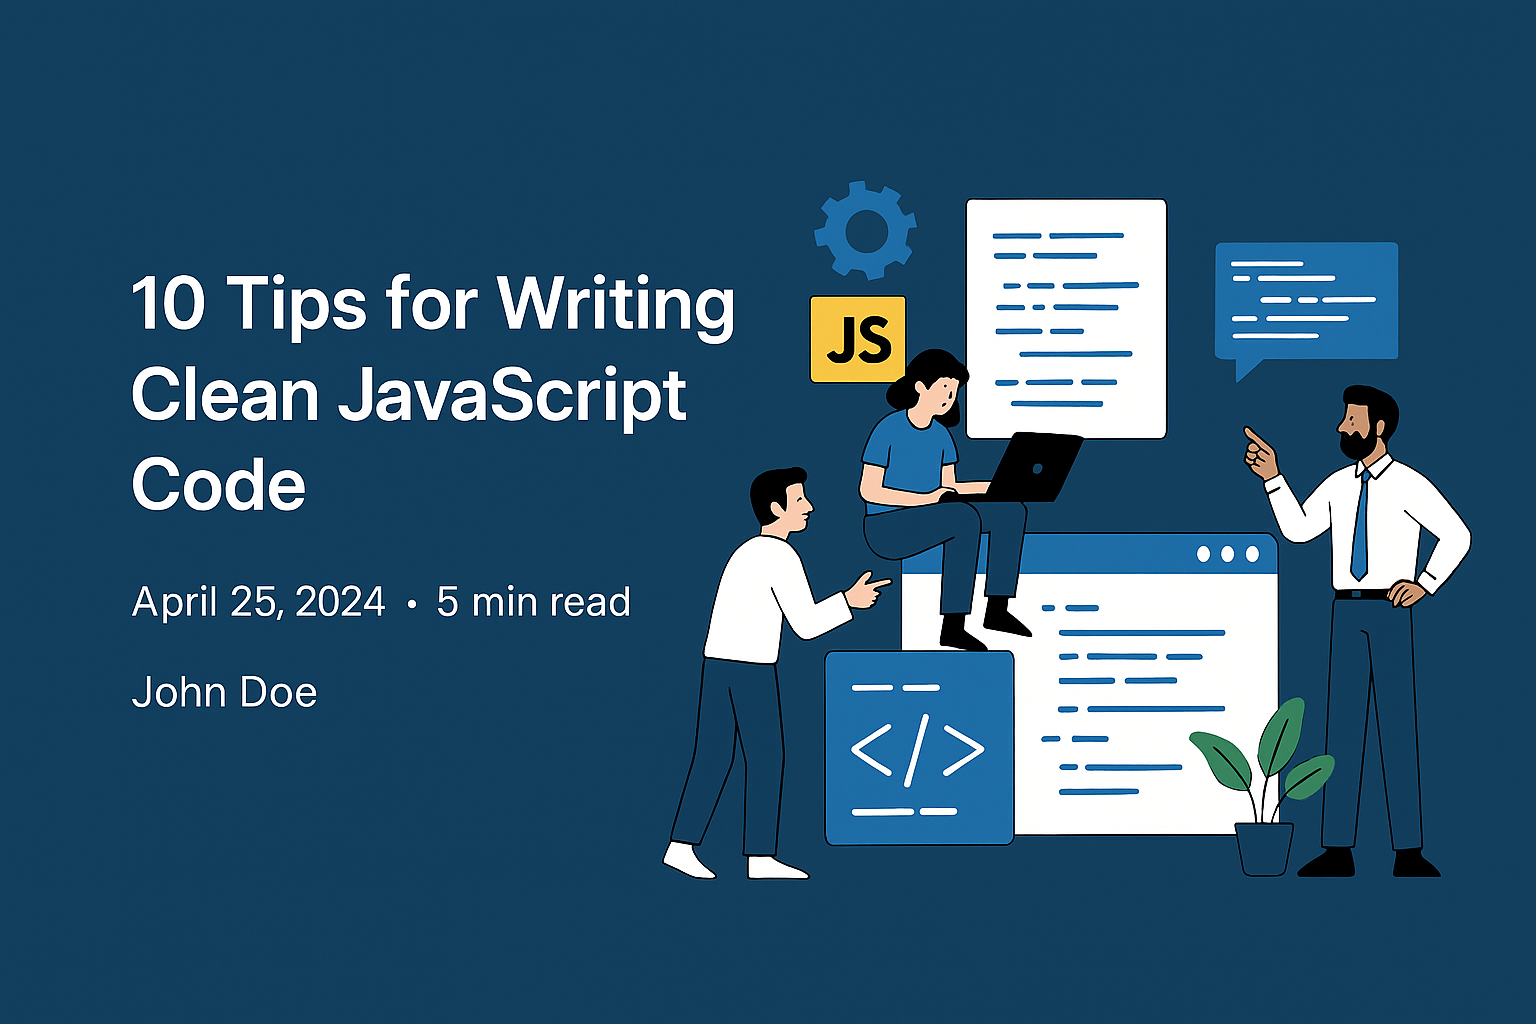 10 Tips for Writing
Clean JavaScript
Code
April 25, 2024 • 5 min read
John Doe
JS
</>